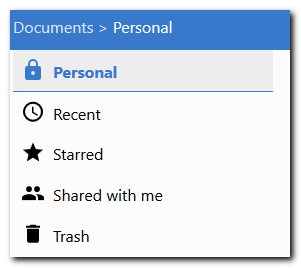 Documents > Personal
Personal
Recent
Starred
Shared with me
Trash